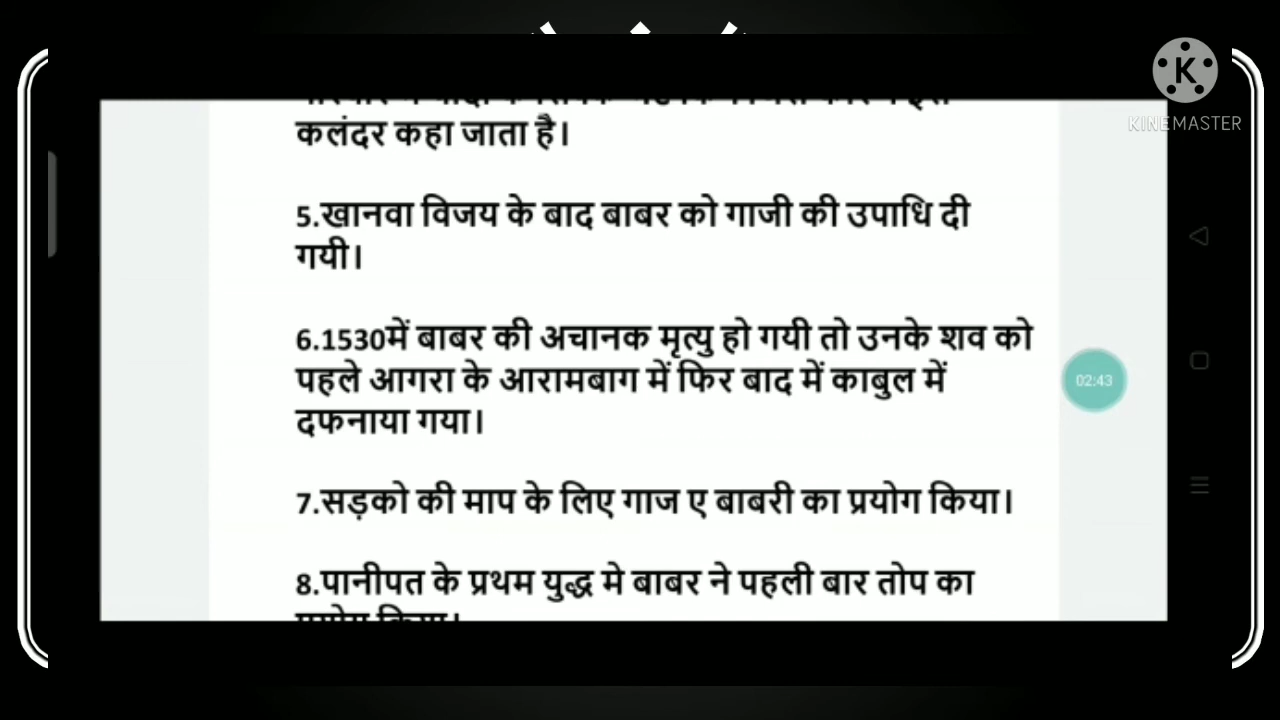 कलंदर कहा जाता है।
5.खानवा विजय के बाद बाबर को गाजी की उपाधि दी
गयी।
6.1530में बाबर की अचानक मृत्यु हो गयी तो उनके शव को
पहले आगरा के आरामबाग में फिर बाद में काबुल में
दफनाया गया।
7.सड़को की माप के लिए गाज ए बाबरी का प्रयोग किया।
8.पानीपत के प्रथम युद्ध मे बाबर ने पहली बार तोप का
K
KINEMASTER
02:43